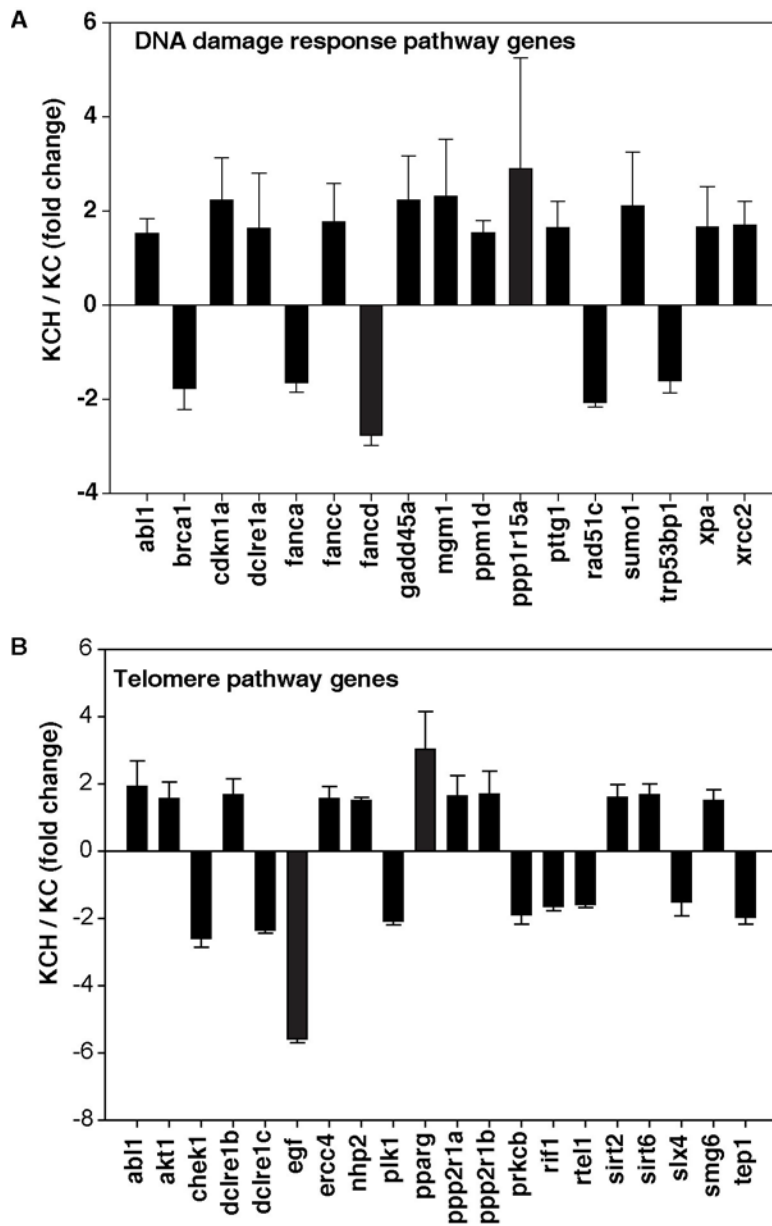 A
DNA damage response pathway genes
KCH / KC (fold change)
6
4
2
0
-2
-4
abl1
brca1
cdkn1a
dclre1a
fanca
fancc
fancd
gadd45a
mgm1
ppm1d
ppp1r15a
pttg1
rad51c
sumo1
trp53bp1
xpa
xrcc2
B
Telomere pathway genes
KCH / KC (fold change)
6
4
2
0
-2
-4
-6
-8
abl1
akt1
chek1
dclre1b
dclre1c
egf
ercc4
nhp2
plk1
pparg
ppp2r1a
ppp2r1b
prkcb
rif1
rtel1
sirt2
sirt6
slx4
smg6
tep1